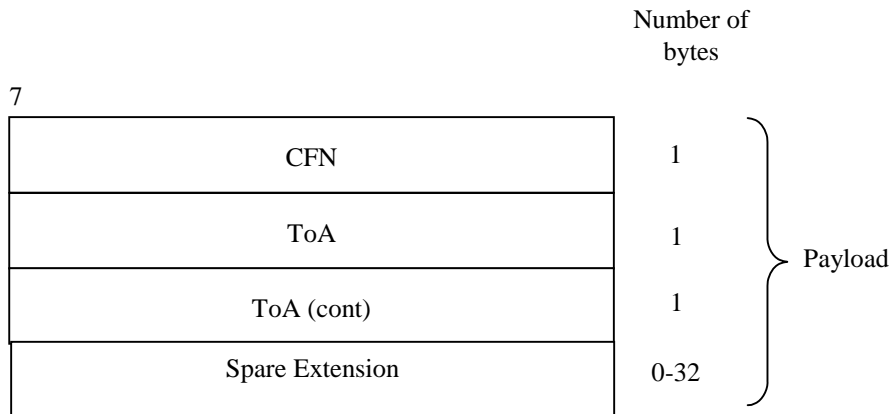 Number of
bytes
7
CFN
1
ToA
1
Payload
ToA (cont)
1
Spare Extension
0-32